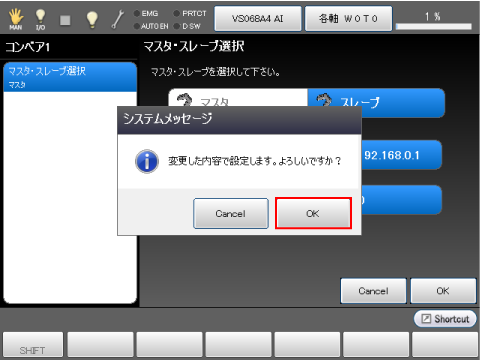 EMG PRTCT
AUTOEN DSW
MAN I/O
VS068A4 AI
各軸 W0T0
1 %
コンベア1
マスタ・スレーブ選択
マスタ・スレーブ選択
マスタ
マスタ・スレーブを選択して下さい。
マスタ
スレーブ
システムメッセージ
変更した内容で設定します。よろしいですか？
92.168.0.1
Cancel
OK
Cancel
OK
Shortcut
SHIFT